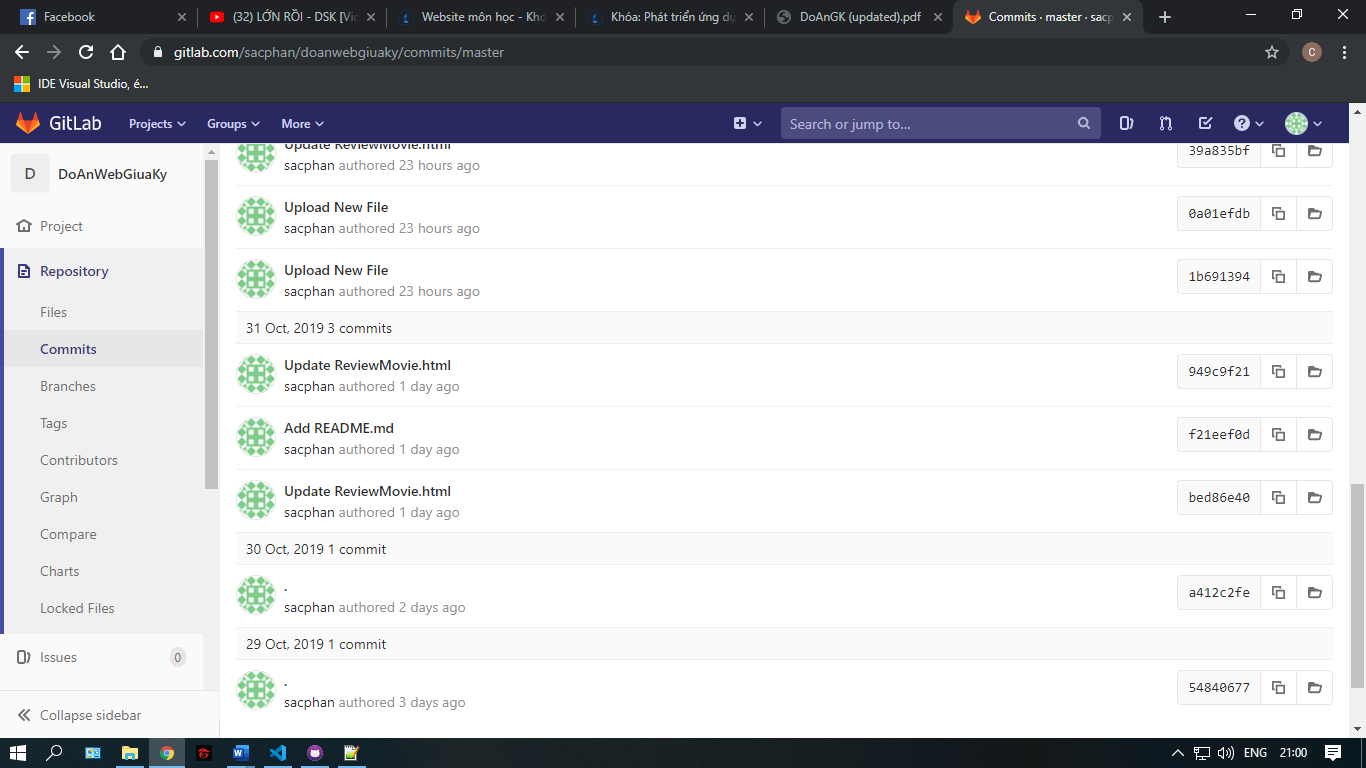 Facebook
(32) LỚN RỒI - DSK [Vic
Website môn học - Kho
Khóa: Phát triển ứng dụ
DoAnGK (updated).pdf
Commits · master · sacp
gitlab.com/sacphan/doanwebgiuaky/commits/master
C
IDE Visual Studio, é...
GitLab
Projects
Groups
More
Search or jump to...
D
DoAnWebGiuaKy
Project
Repository
Files
Commits
Branches
Tags
Contributors
Graph
Compare
Charts
Locked Files
Issues
0
Collapse sidebar
Update ReviewMovie.html
sacphan authored 23 hours ago
39a835bf
Upload New File
sacphan authored 23 hours ago
0a01efdb
Upload New File
sacphan authored 23 hours ago
1b691394
31 Oct, 2019 3 commits
Update ReviewMovie.html
sacphan authored 1 day ago
949c9f21
Add README.md
sacphan authored 1 day ago
f21eef0d
Update ReviewMovie.html
sacphan authored 1 day ago
bed86e40
30 Oct, 2019 1 commit
.
sacphan authored 2 days ago
a412c2fe
29 Oct, 2019 1 commit
.
sacphan authored 3 days ago
54840677
ENG
21:00